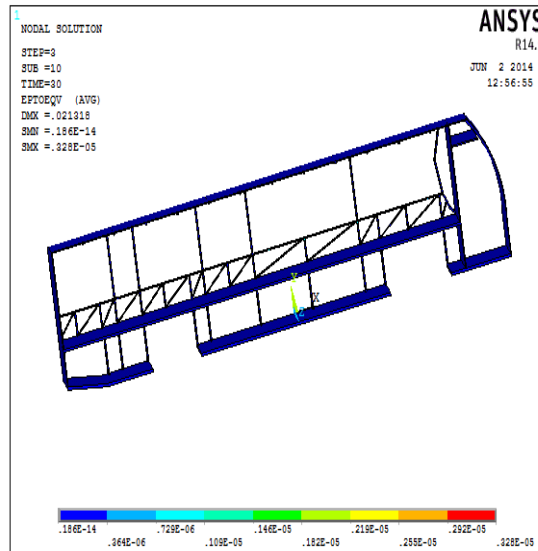 1
NODAL SOLUTION
STEP=3
SUB =10
TIME=30
EPTOEQV (AVG)
DMX =.021318
SMN =.186E-14
SMX =.328E-05
ANSYS
R14.
JUN 2 2014
12:56:55
Y
X
Z
.186E-14 .729E-06 .146E-05 .219E-05 .292E-05
.364E-06 .109E-05 .182E-05 .255E-05 .328E-05